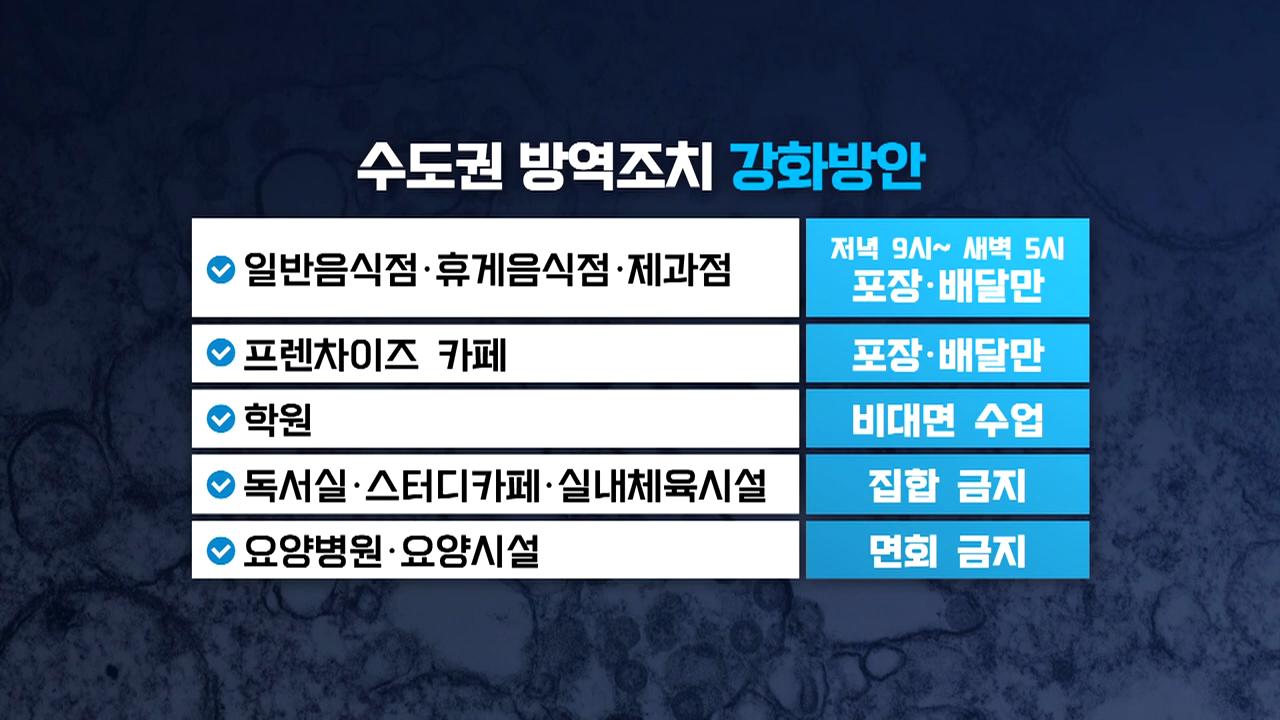 수도권 방역조치 강화방안
일반음식점·휴게음식점·제과점
저녁 9시~ 새벽 5시
포장·배달만
프렌차이즈 카페
포장·배달만
학원
비대면 수업
독서실·스터디카페·실내체육시설
집합 금지
요양병원·요양시설
면회 금지